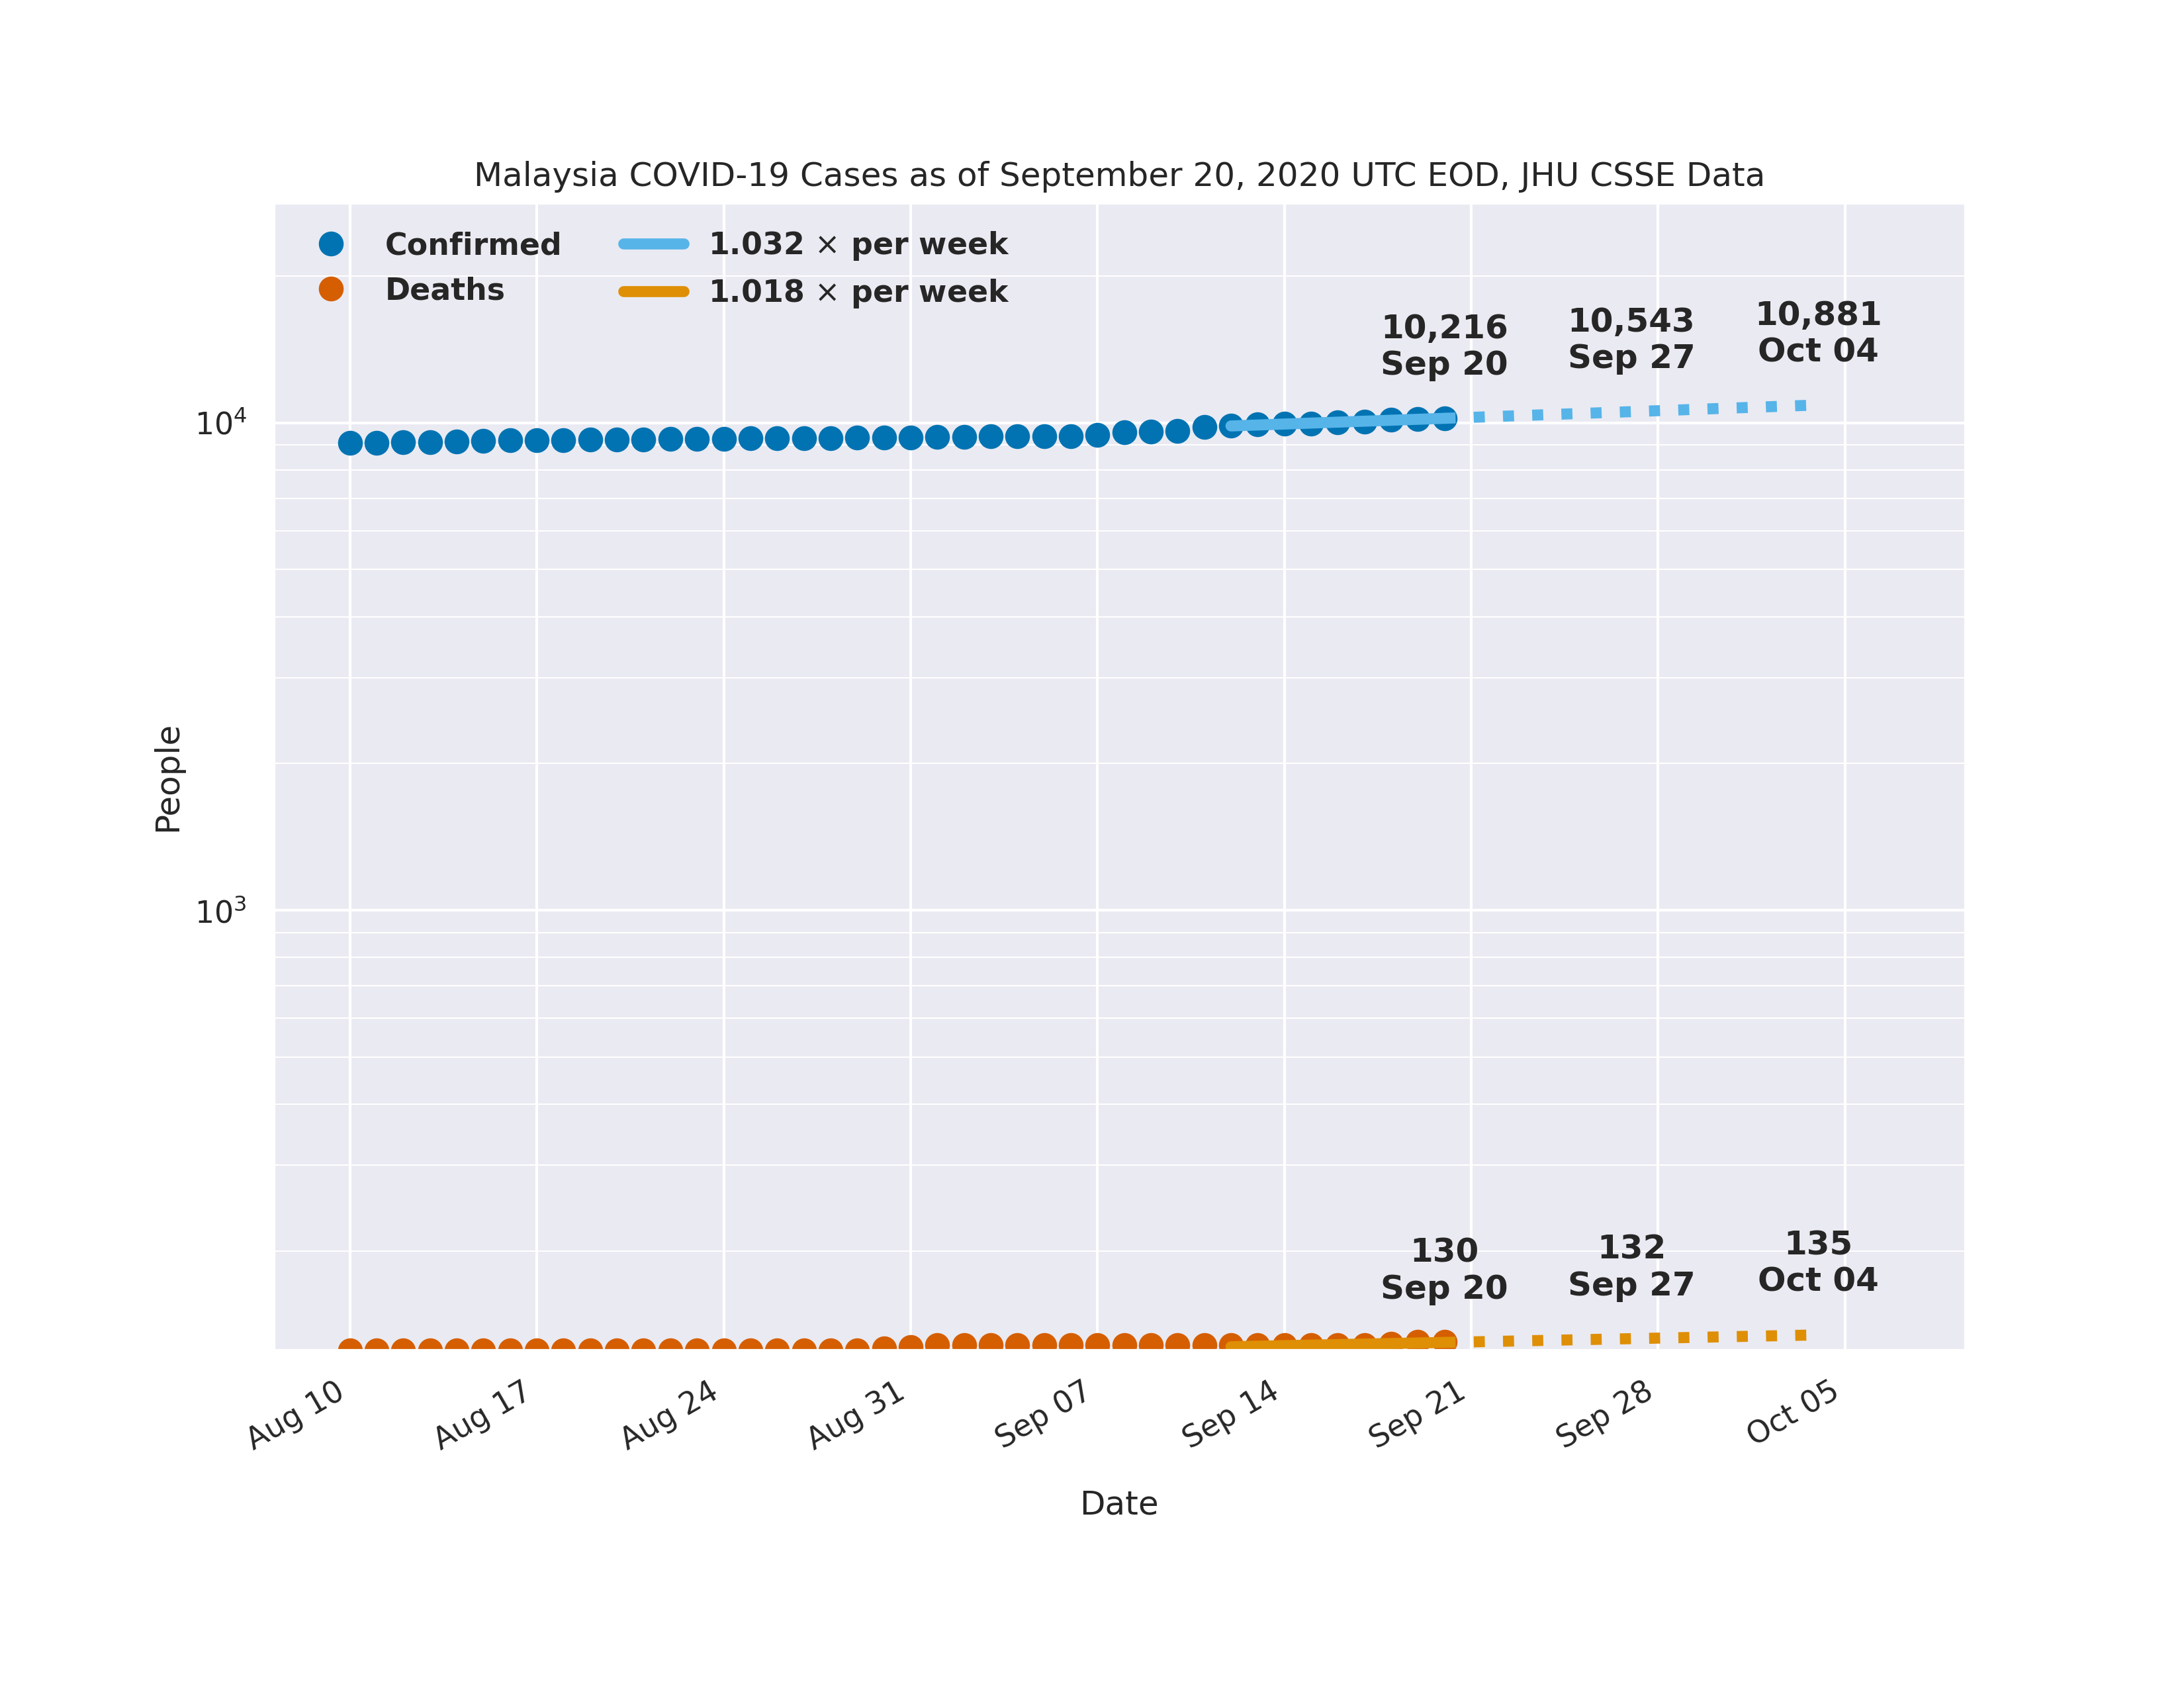 Malaysia COVID-19 Cases as of September 20, 2020 UTC EOD, JHU CSSE Data
Confirmed
Deaths
1.032 × per week
1.018 × per week
10,216
Sep 20
10,543
Sep 27
10,881
Oct 04
10⁴
People
10³
130
Sep 20
132
Sep 27
135
Oct 04
Aug 10
Aug 17
Aug 24
Aug 31
Sep 07
Sep 14
Sep 21
Sep 28
Oct 05
Date